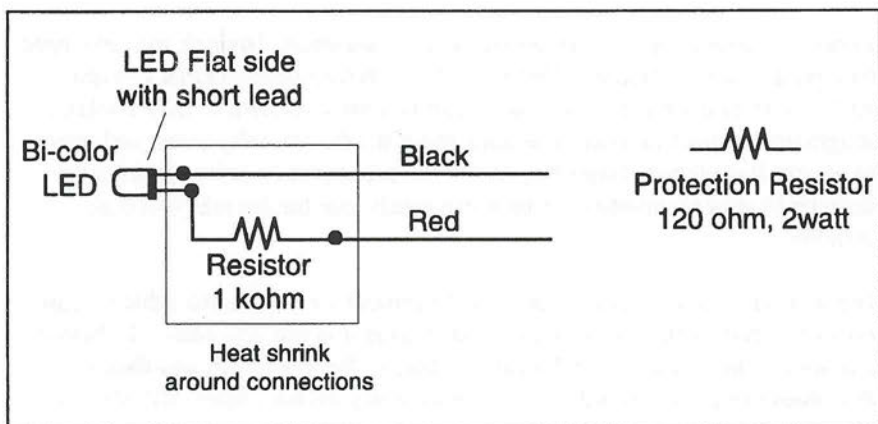 LED Flat side
with short lead
Bi-color
LED
Black
Red
Resistor
1 kohm
Heat shrink
around connections
Protection Resistor
120 ohm, 2watt